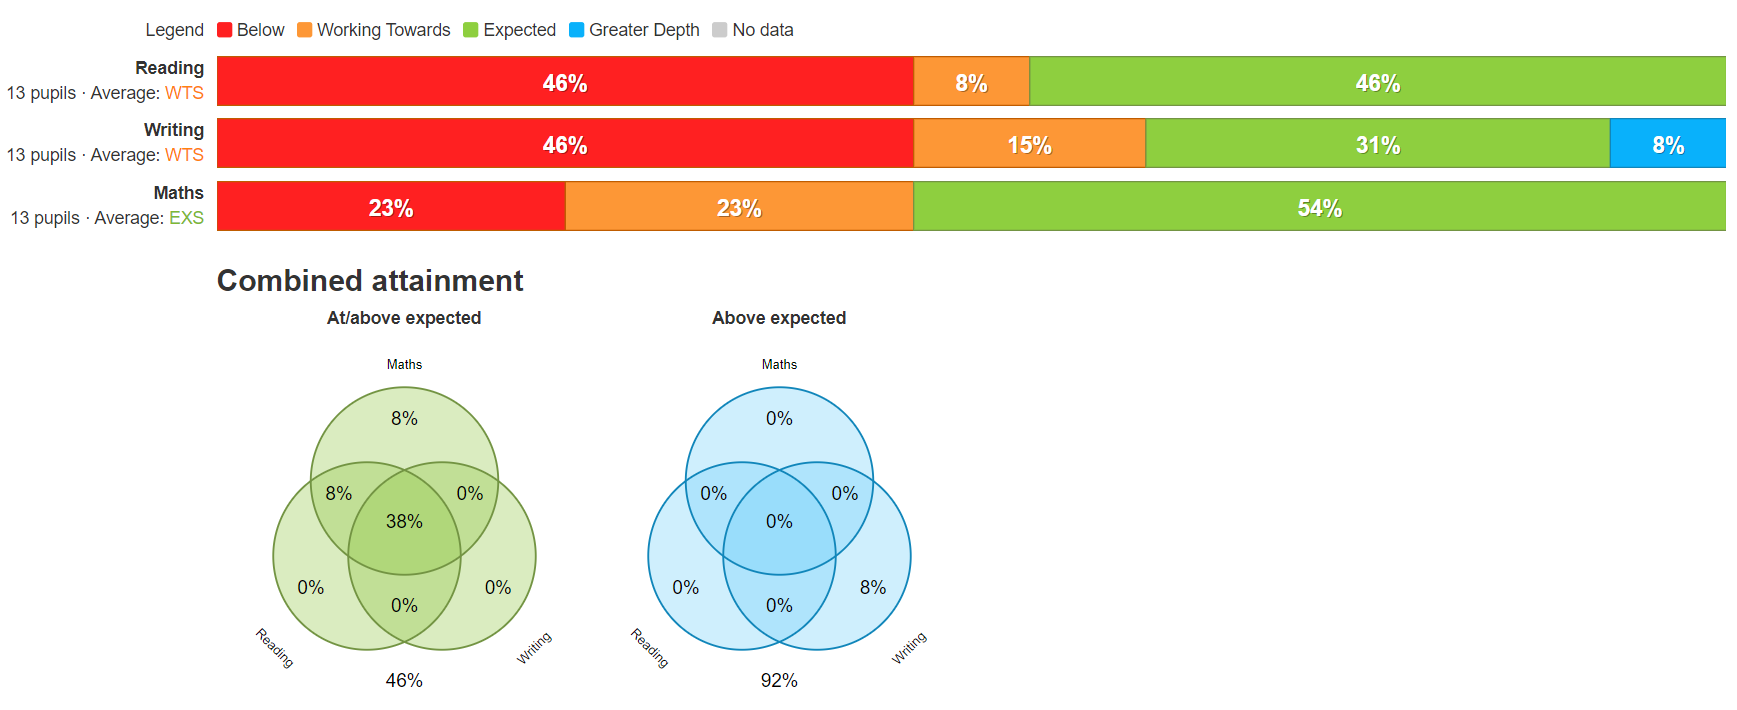 Legend Below Working Towards Expected Greater Depth No data
Reading
13 pupils · Average: WTS
46% 8% 46%
Writing
13 pupils · Average: WTS
46% 15% 31% 8%
Maths
13 pupils · Average: EXS
23% 23% 54%
Combined attainment
At/above expected
Maths
8%
8% 0%
38%
0% 0%
0%
Reading Writing
46%
Above expected
Maths
0%
0% 0%
0%
0% 8%
0%
Reading Writing
92%